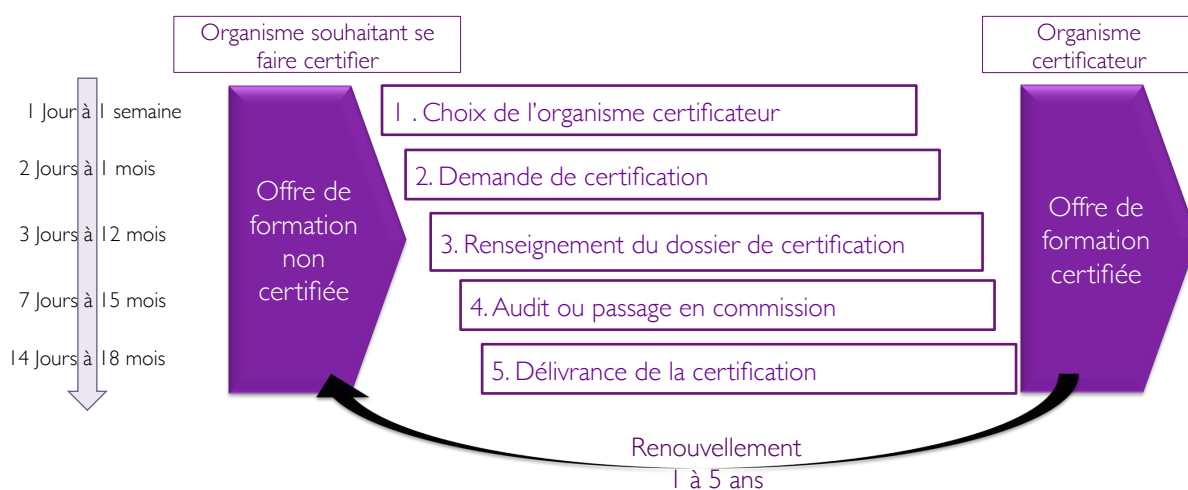 Organisme souhaitant se
faire certifier
Organisme
certificateur
1 Jour à 1 semaine
2 Jours à 1 mois
3 Jours à 12 mois
7 Jours à 15 mois
14 Jours à 18 mois
Offre de
formation
non
certifiée
1 . Choix de l’organisme certificateur
2. Demande de certification
3. Renseignement du dossier de certification
4. Audit ou passage en commission
5. Délivrance de la certification
Offre de
formation
certifiée
Renouvellement
1 à 5 ans